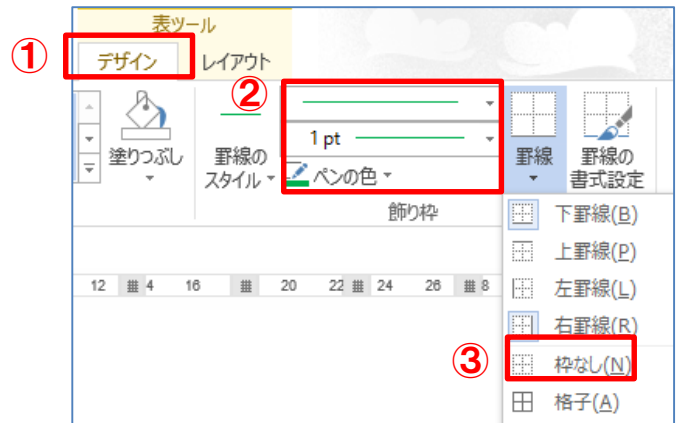 表ツール
① デザイン レイアウト
②
1 pt
塗りつぶし 罫線の スタイル ペンの色 罫線 罫線の 書式設定
飾り枠
下罫線(B)
上罫線(P)
12 4 16 20 22 24 26 8
左罫線(L)
右罫線(R)
③ 枠なし(N)
格子(A)